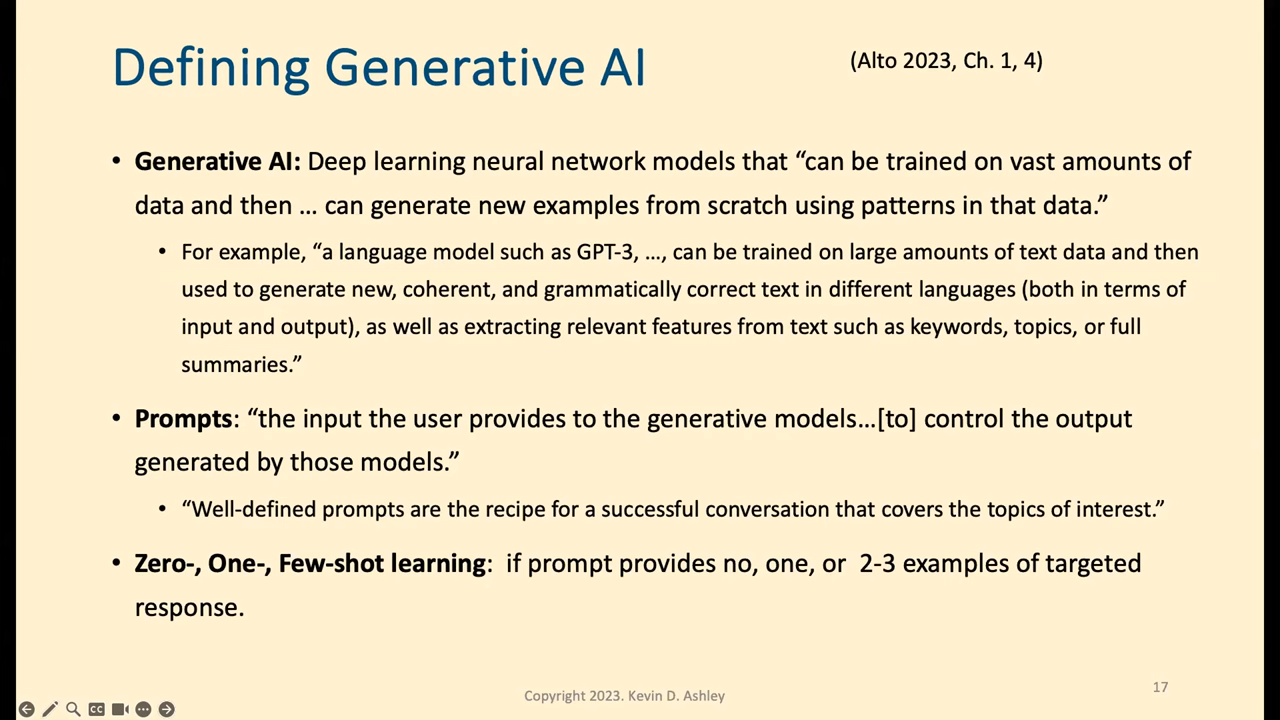 Defining Generative AI
(Alto 2023, Ch. 1, 4)
• Generative AI: Deep learning neural network models that “can be trained on vast amounts of
data and then … can generate new examples from scratch using patterns in that data.”
• For example, “a language model such as GPT-3, …, can be trained on large amounts of text data and then
used to generate new, coherent, and grammatically correct text in different languages (both in terms of
input and output), as well as extracting relevant features from text such as keywords, topics, or full
summaries.”
• Prompts: “the input the user provides to the generative models…[to] control the output
generated by those models.”
• “Well-defined prompts are the recipe for a successful conversation that covers the topics of interest.”
• Zero-, One-, Few-shot learning: if prompt provides no, one, or 2-3 examples of targeted
response.
Copyright 2023. Kevin D. Ashley
17
CC